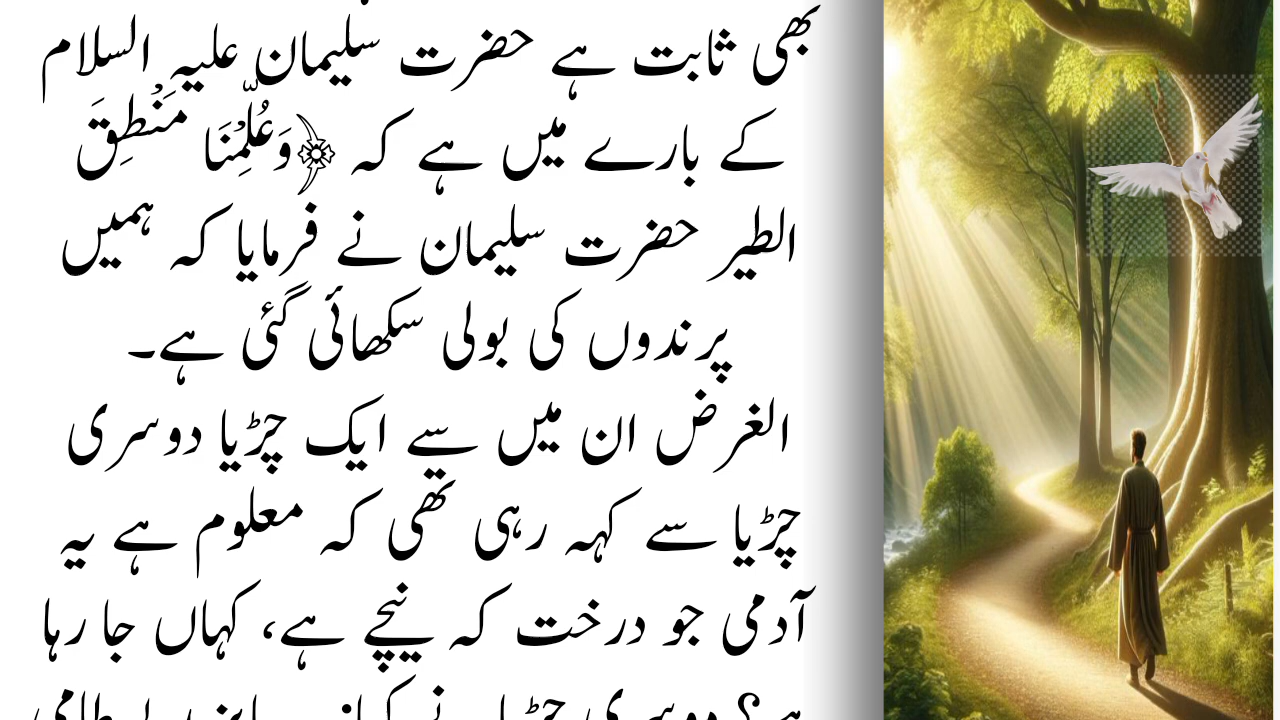 بھی ثابت ہے حضرت سلیمان علیہ السلام
کے بارے میں ہے کہ ﴿وَعُلِّمْنَا مَنْطِقَ
الطیر حضرت سلیمان نے فرمایا کہ ہمیں
پرندوں کی بولی سکھائی گئی ہے۔
الغرض ان میں سے ایک چڑیا دوسری
چڑیا سے کہہ رہی تھی کہ معلوم ہے یہ
آدمی جو درخت کہ نیچے ہے، کہاں جا رہا